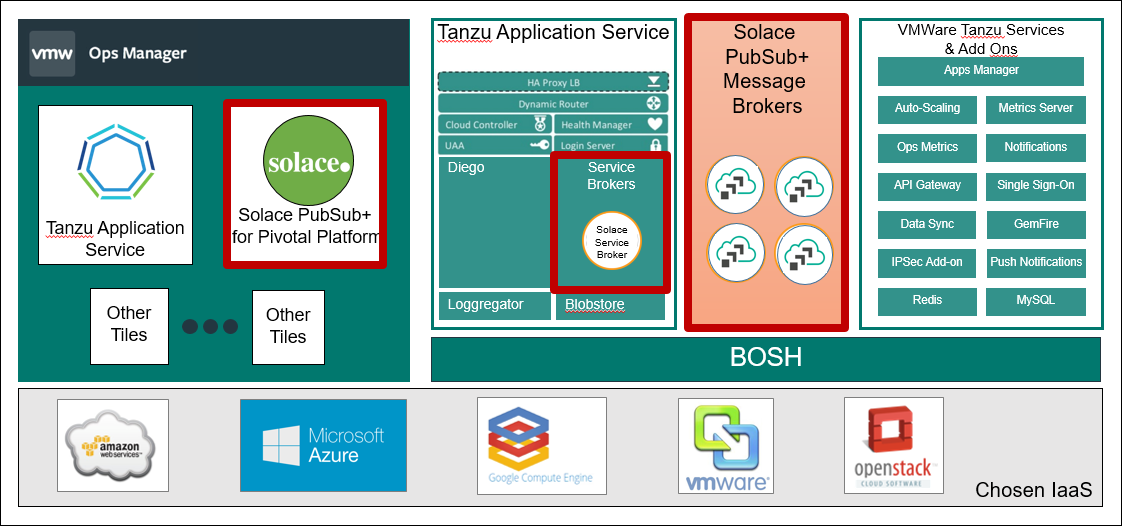 vmw Ops Manager
Tanzu Application
Service
solace.
Solace PubSub+
for Pivotal Platform
Other
Tiles
Other
Tiles
Tanzu Application Service
HA Proxy LB
Dynamic Router
Cloud Controller
Health Manager
UAA
Login Server
Diego
Service
Brokers
Solace
Service
Broker
Loggregator
Blobstore
Solace
PubSub+
Message
Brokers
VMWare Tanzu Services
& Add Ons
Apps Manager
Auto-Scaling
Metrics Server
Ops Metrics
Notifications
API Gateway
Single Sign-On
Data Sync
GemFire
IPSec Add-on
Push Notifications
Redis
MySQL
BOSH
amazon
webservices™
Microsoft
Azure
Google Compute Engine
vmware®
openstack™
CLOUD SOFTWARE
Chosen IaaS